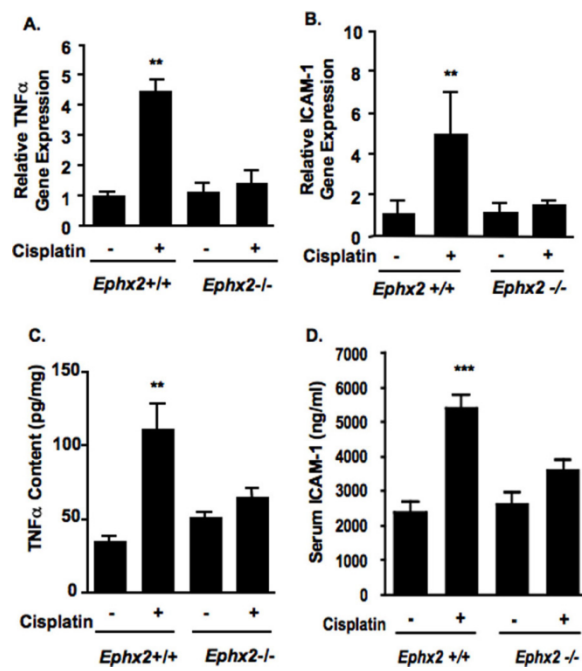 A.
Relative TNFα
Gene Expression
6
5
4
3
2
1
0
**
Cisplatin - + - +
Ephx2+/+ Ephx2-/-
B.
Relative ICAM-1
Gene Expression
10
8
6
4
2
0
**
Cisplatin - + - +
Ephx2 +/+ Ephx2 -/-
C.
TNFα Content (pg/mg)
150
100
50
0
**
Cisplatin - + - +
Ephx2+/+ Ephx2-/-
D.
Serum ICAM-1 (ng/ml)
7000
6000
5000
4000
3000
2000
1000
0
***
Cisplatin - + - +
Ephx2 +/+ Ephx2 -/-